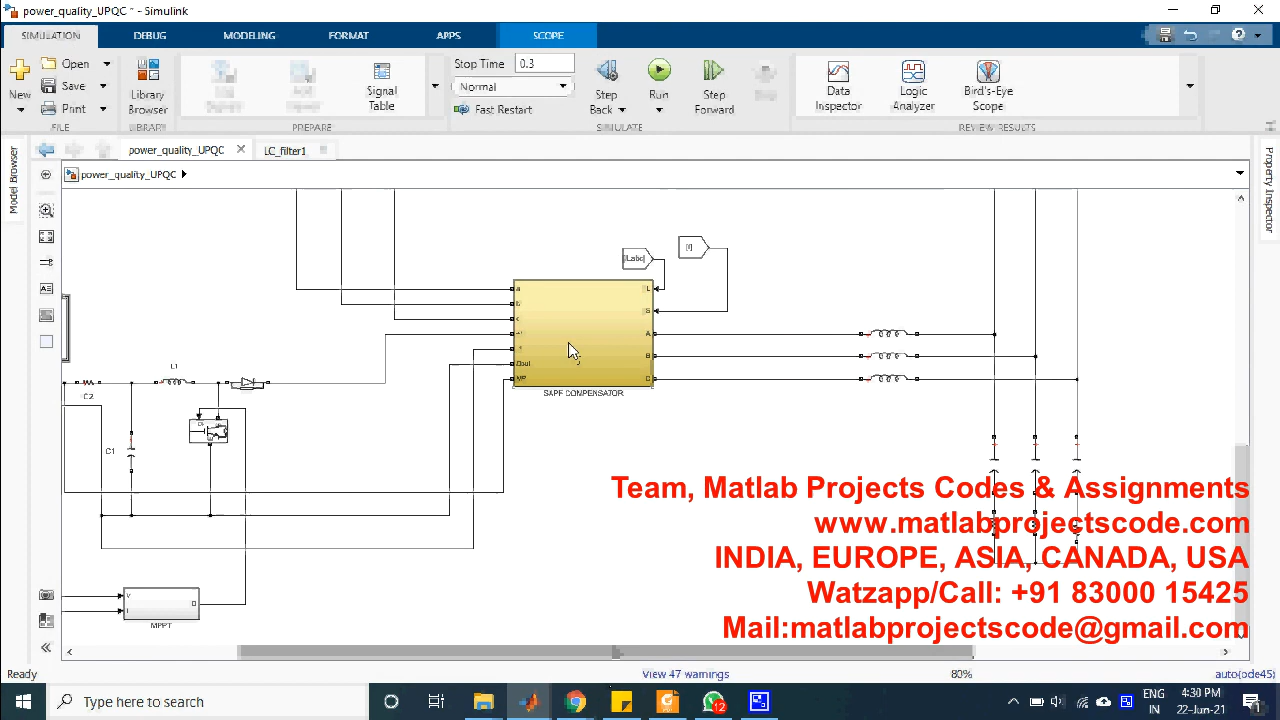 power_quality_UPQC * - Simulink
SIMULATION
DEBUG
MODELING
FORMAT
APPS
SCOPE
New
Open
Save
Print
FILE
Library
Browser
LIBRARY
Signal
Table
PREPARE
Stop Time 0.3
Normal
Fast Restart
Step
Back
Run
Step
Forward
SIMULATE
Data
Inspector
Logic
Analyzer
Bird's-Eye
Scope
REVIEW RESULTS
power_quality_UPQC
LC_filter1
Model Browser
power_quality_UPQC
Property Inspector
[ILabc]
[I]
a
b
c
L
S
A
B
C
SAPF COMPENSATOR
L1
C2
C1
v
I
D
MPPT
Team, Matlab Projects Codes & Assignments
www.matlabprojectscode.com
INDIA, EUROPE, ASIA, CANADA, USA
Watzapp/Call: +91 83000 15425
Mail:matlabprojectscode@gmail.com
Ready
View 47 warnings
80%
auto(ode45)
Type here to search
12
ENG
IN
4:30 PM
22-Jun-21
1